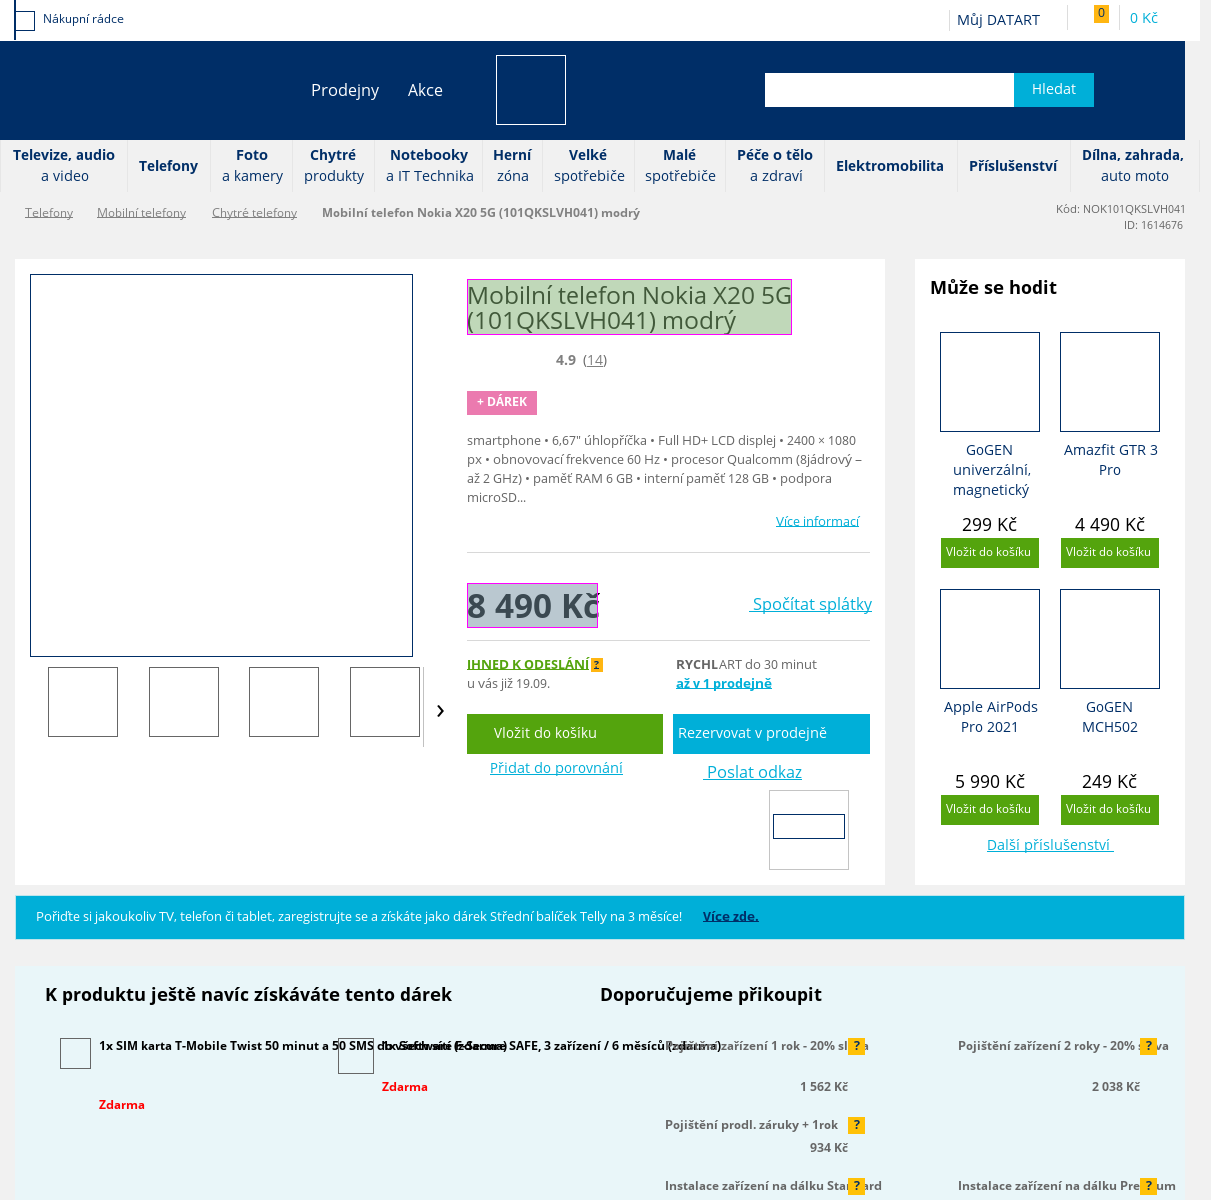 Nákupní rádce
Můj DATART
0
0 Kč
Prodejny
Akce
Hledat
Televize, audio
a video
Telefony
Foto
a kamery
Chytré
produkty
Notebooky
a IT Technika
Herní
zóna
Velké
spotřebiče
Malé
spotřebiče
Péče o tělo
a zdraví
Elektromobilita
Příslušenství
Dílna, zahrada,
auto moto
Telefony
Mobilní telefony
Chytré telefony
Mobilní telefon Nokia X20 5G (101QKSLVH041) modrý
Kód: NOK101QKSLVH041
ID: 1614676
Mobilní telefon Nokia X20 5G
(101QKSLVH041) modrý
4.9 (14)
+ DÁREK
smartphone • 6,67" úhlopříčka • Full HD+ LCD displej • 2400 × 1080
px • obnovovací frekvence 60 Hz • procesor Qualcomm (8jádrový –
až 2 GHz) • paměť RAM 6 GB • interní paměť 128 GB • podpora
microSD...
Více informací
8 490 Kč
Spočítat splátky
IHNED K ODESLÁNÍ ?
u vás již 19.09.
RYCHLART do 30 minut
až v 1 prodejně
Vložit do košíku
Rezervovat v prodejně
Přidat do porovnání
Poslat odkaz
Může se hodit
GoGEN
univerzální,
magnetický
299 Kč
Vložit do košíku
Amazfit GTR 3
Pro
4 490 Kč
Vložit do košíku
Apple AirPods
Pro 2021
5 990 Kč
Vložit do košíku
GoGEN
MCH502
249 Kč
Vložit do košíku
Další příslušenství
Pořiďte si jakoukoliv TV, telefon či tablet, zaregistrujte se a získáte jako dárek Střední balíček Telly na 3 měsíce!
Více zde.
K produktu ještě navíc získáváte tento dárek
1x SIM karta T-Mobile Twist 50 minut a 50 SMS do všech sítí (zdarma)
Zdarma
1x Software F-Secure SAFE, 3 zařízení / 6 měsíců (zdarma)
Zdarma
Doporučujeme přikoupit
Pojištění zařízení 1 rok - 20% sleva
?
1 562 Kč
Pojištění zařízení 2 roky - 20% sleva
?
2 038 Kč
Pojištění prodl. záruky + 1rok
?
934 Kč
Instalace zařízení na dálku Standard
?
Instalace zařízení na dálku Premium
?